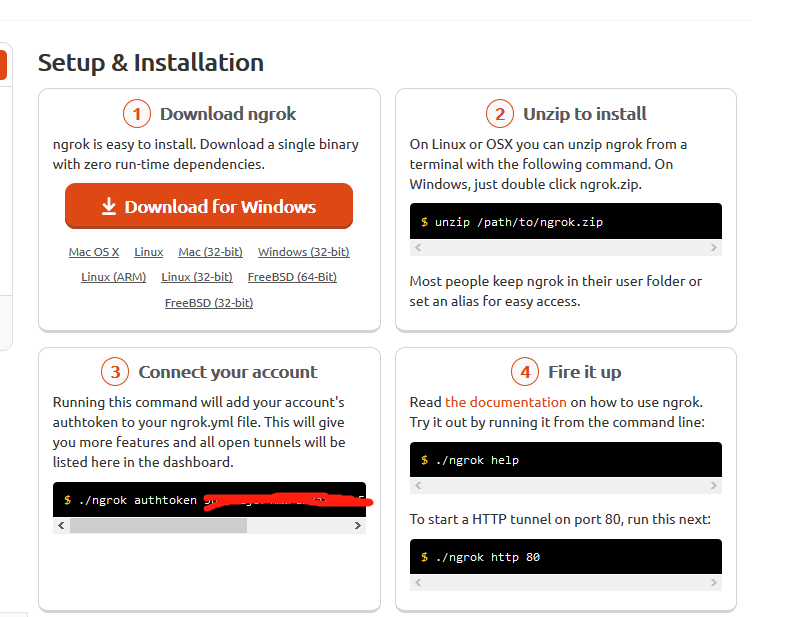 Setup & Installation
1 Download ngrok
ngrok is easy to install. Download a single binary
with zero run-time dependencies.
Download for Windows
Mac OS X Linux Mac (32-bit) Windows (32-bit)
Linux (ARM) Linux (32-bit) FreeBSD (64-Bit)
FreeBSD (32-bit)
2 Unzip to install
On Linux or OSX you can unzip ngrok from a
terminal with the following command. On
Windows, just double click ngrok.zip.
$ unzip /path/to/ngrok.zip
Most people keep ngrok in their user folder or
set an alias for easy access.
3 Connect your account
Running this command will add your account's
authtoken to your ngrok.yml file. This will give
you more features and all open tunnels will be
listed here in the dashboard.
$ ./ngrok authtoken
4 Fire it up
Read the documentation on how to use ngrok.
Try it out by running it from the command line:
$ ./ngrok help
To start a HTTP tunnel on port 80, run this next:
$ ./ngrok http 80